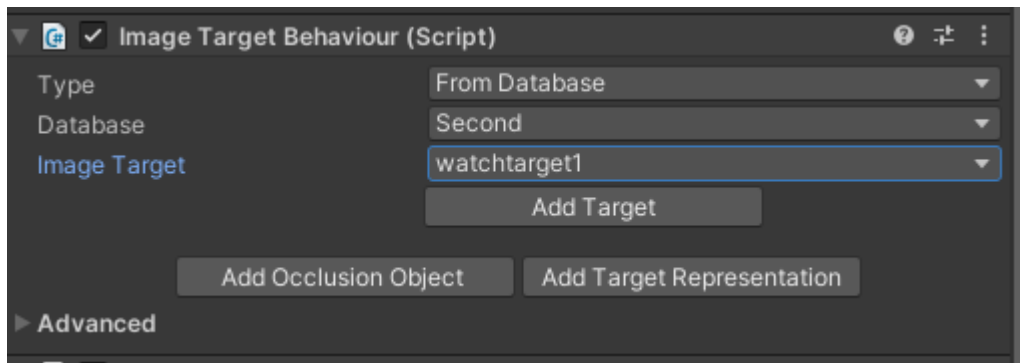 Image Target Behaviour (Script)
Type From Database
Database Second
Image Target watchtarget1
Add Target
Add Occlusion Object Add Target Representation
Advanced